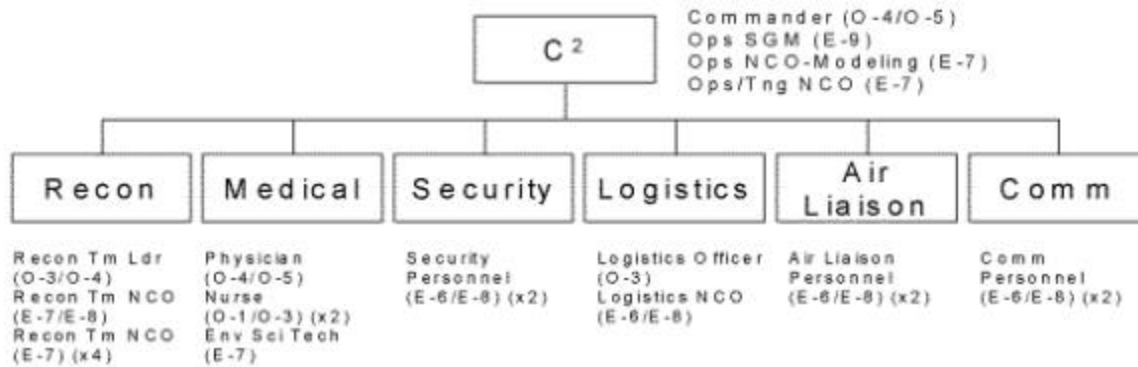 C²
Commander (O-4/O-5)
Ops SGM (E-9)
Ops NCO-Modeling (E-7)
Ops/Tng NCO (E-7)
Recon
Medical
Security
Logistics
Air
Liaison
Comm
Recon Tm Ldr
(O-3/O-4)
Recon Tm NCO
(E-7/E-8)
Recon Tm NCO
(E-7) (x4)
Physician
(O-4/O-5)
Nurse
(O-1/O-3) (x2)
Env Sci Tech
(E-7)
Security
Personnel
(E-6/E-8) (x2)
Logistics Officer
(O-3)
Logistics NCO
(E-6/E-8)
Air Liaison
Personnel
(E-6/E-8) (x2)
Comm
Personnel
(E-6/E-8) (x2)